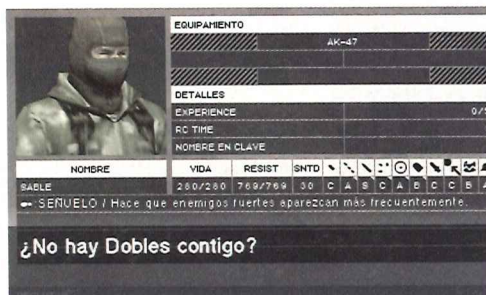 EQUIPAMIENTO
AK-47
DETALLES
EXPERIENCE
RC TIME
NOMBRE EN CLAVE
NOMBRE VIDA RESIST SNTD
SABLE 280/280 769/769 30 C A S C A B C C B
SEÑUELO / Hace que enemigos fuertes aparezcan más frecuentemente.
¿No hay Dobles contigo?